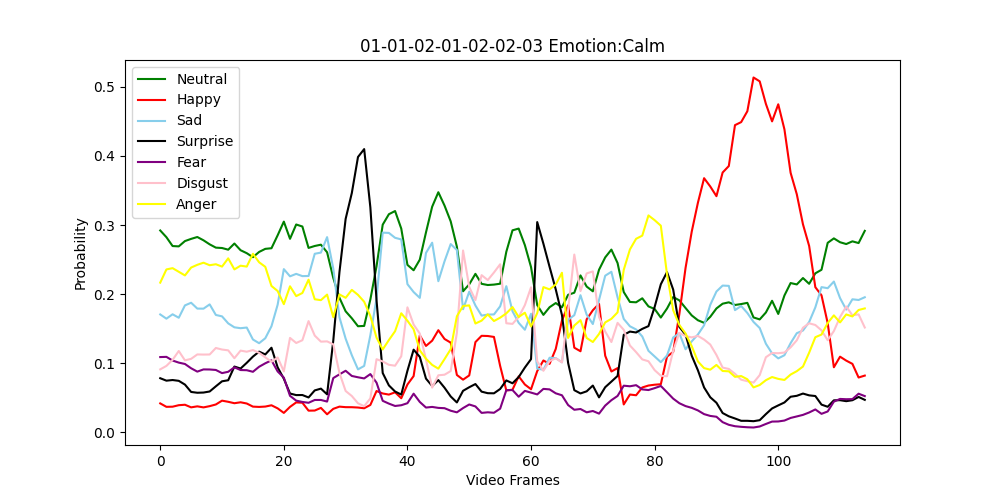 01-01-02-01-02-02-03 Emotion:Calm
Neutral
Happy
Sad
Surprise
Fear
Disgust
Anger
Probability
0.5
0.4
0.3
0.2
0.1
0.0
0 20 40 60 80 100
Video Frames